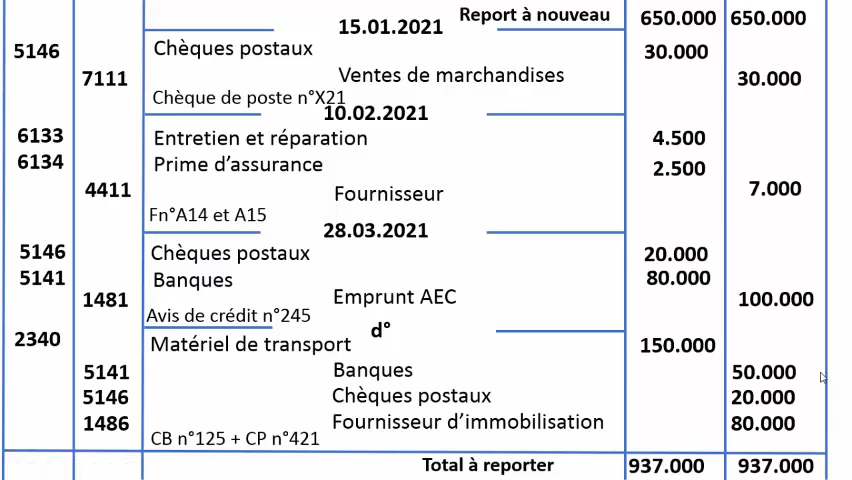 Report à nouveau 650.000 650.000
15.01.2021
5146 Chèques postaux 30.000
7111 Ventes de marchandises 30.000
Chèque de poste n°X21
10.02.2021
6133 Entretien et réparation 4.500
6134 Prime d’assurance 2.500
4411 Fournisseur 7.000
Fn°A14 et A15
28.03.2021
5146 Chèques postaux 20.000
5141 Banques 80.000
1481 Emprunt AEC 100.000
Avis de crédit n°245
d°
2340 Matériel de transport 150.000
5141 Banques 50.000
5146 Chèques postaux 20.000
1486 Fournisseur d’immobilisation 80.000
CB n°125 + CP n°421
Total à reporter 937.000 937.000